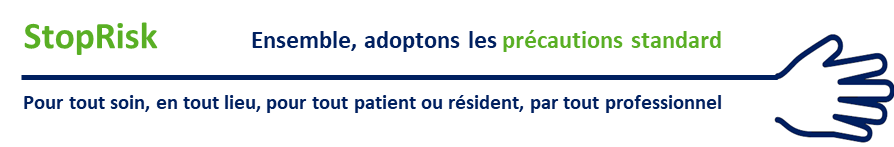 StopRisk Ensemble, adoptons les précautions standard
Pour tout soin, en tout lieu, pour tout patient ou résident, par tout professionnel